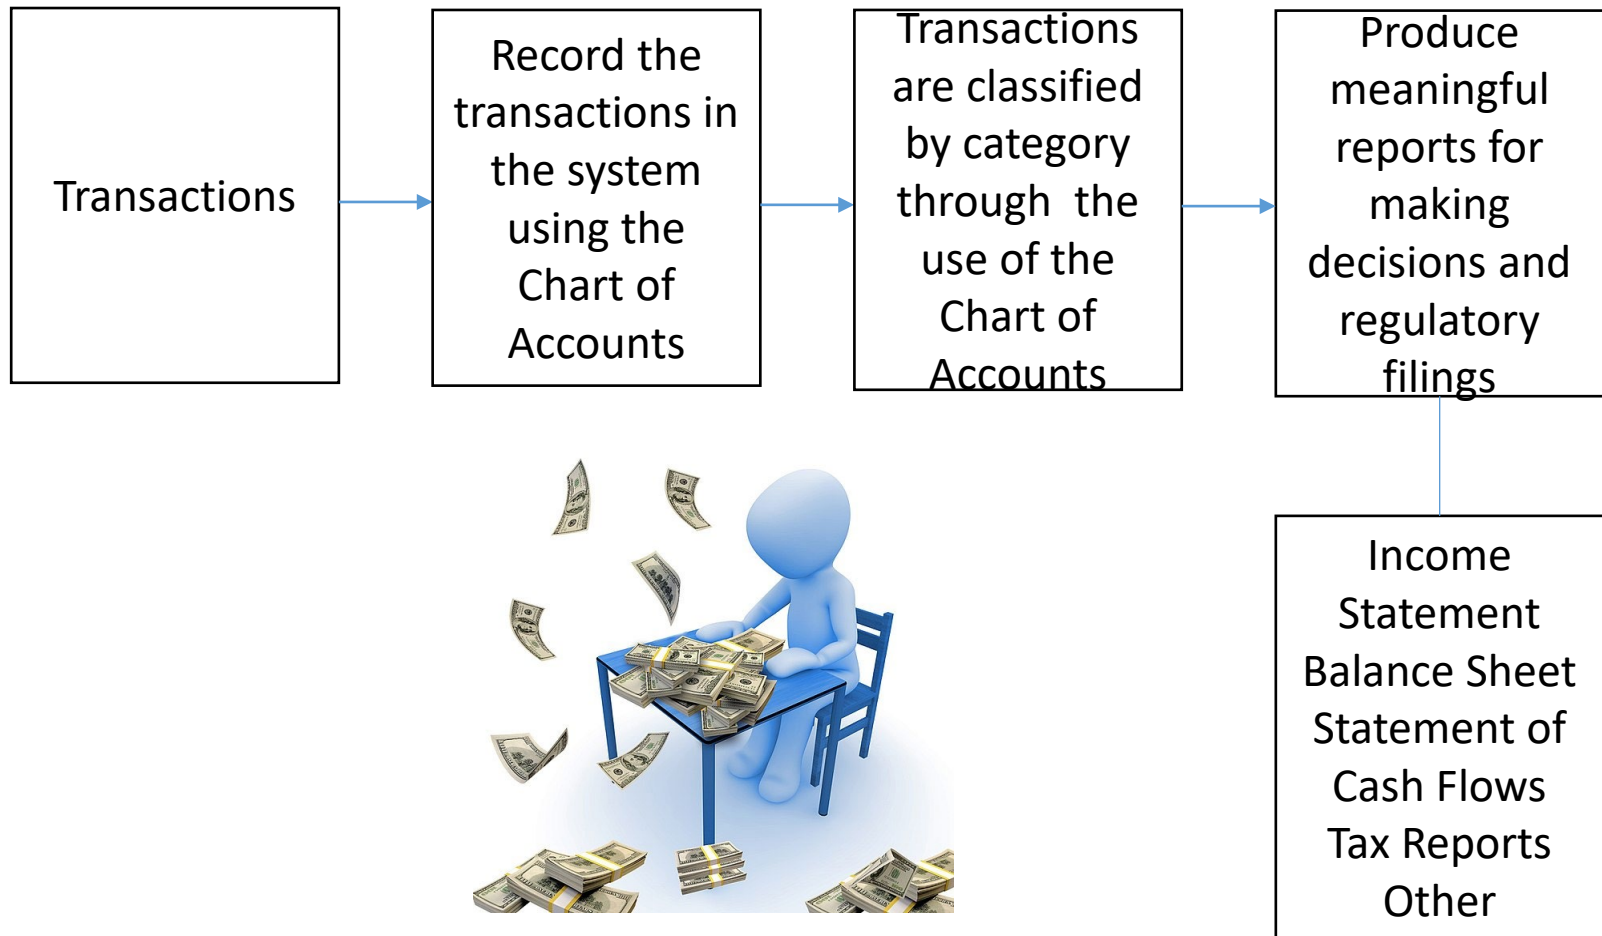 Transactions
Record the
transactions in
the system
using the
Chart of
Accounts
Transactions
are classified
by category
through  the
use of the
Chart of
Accounts
Produce
meaningful
reports for
making
decisions and
regulatory
filings
Income
Statement
Balance Sheet
Statement of
Cash Flows
Tax Reports
Other